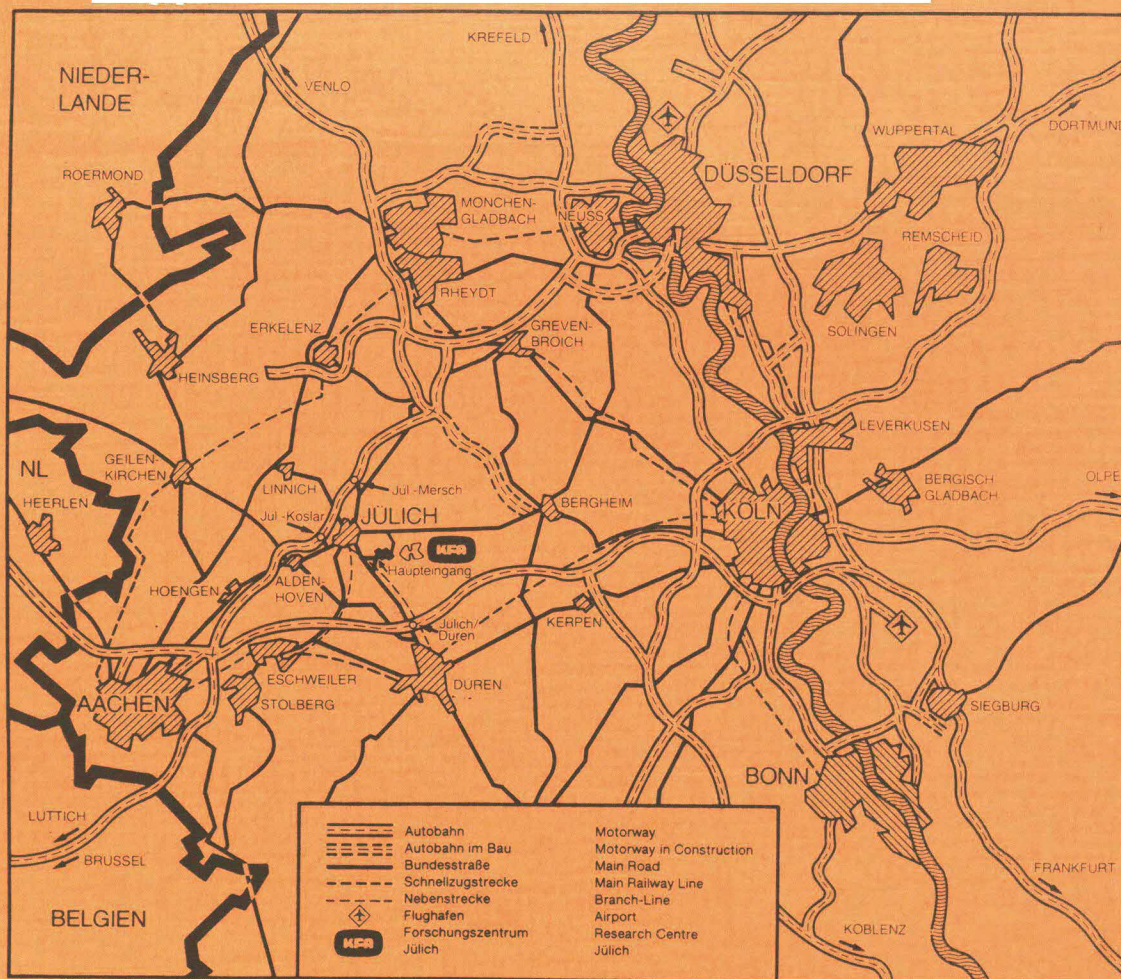 KREFELD
NIEDER-
LANDE
VENLO
WUPPERTAL
DORTMUND
ROERMOND
DÜSSELDORF
MÖNCHEN-
GLADBACH
NEUSS
REMSCHEID
RHEYDT
ERKELENZ
GREVEN-
BROICH
SOLINGEN
HEINSBERG
LEVERKUSEN
NL
GEILEN-
KIRCHEN
LINNICH
Jül.-Mersch
BERGHEIM
BERGISCH
GLADBACH
OLPE
HEERLEN
Jül.-Koslar
JÜLICH
KÖLN
KFA
Haupteingang
HOENGEN
ALDEN-
HOVEN
Jülich/
Düren
KERPEN
ESCHWEILER
DÜREN
AACHEN
STOLBERG
SIEGBURG
BONN
LÜTTICH
BRÜSSEL
FRANKFURT
BELGIEN
KOBLENZ
Autobahn Motorway
Autobahn im Bau Motorway in Construction
Bundesstraße Main Road
Schnellzugstrecke Main Railway Line
Nebenstrecke Branch-Line
Flughafen Airport
KFA Forschungszentrum Research Centre
Jülich Jülich